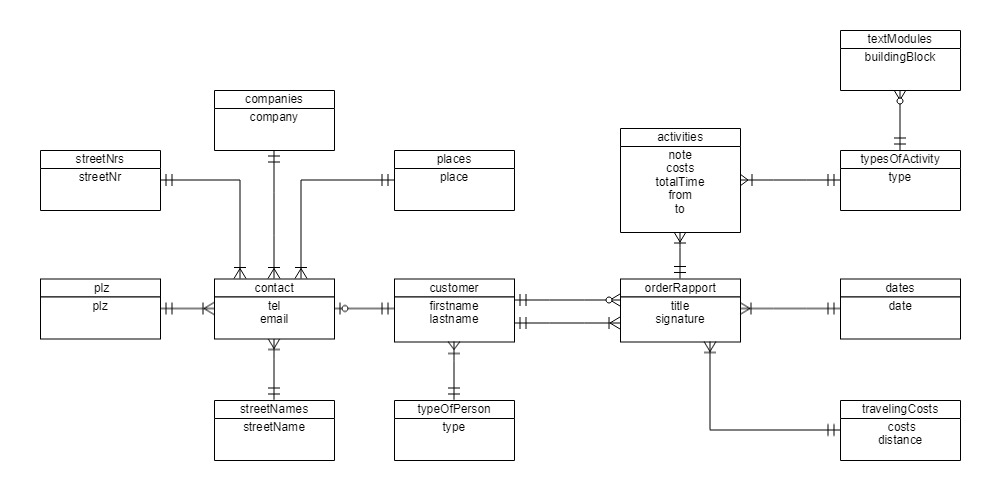 textModules
buildingBlock
companies
company
activities
note
costs
totalTime
from
to
streetNrs
streetNr
places
place
typesOfActivity
type
plz
plz
contact
tel
email
customer
firstname
lastname
orderRapport
title
signature
dates
date
streetNames
streetName
typeOfPerson
type
travelingCosts
costs
distance